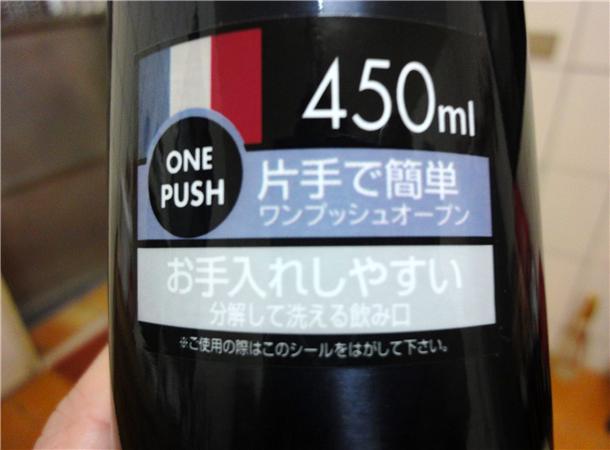 450ml
ONE
PUSH
片手で簡単
ワンプッシュオープン
お手入れしやすい
分解して洗える飲み口
※ご使用の際はこのシールをはがして下さい。